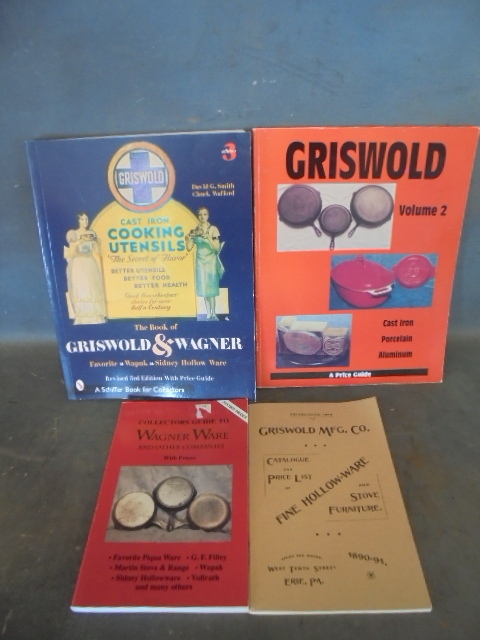 3
David G. Smith
Chuck Wafford
GRISWOLD
CAST IRON
COOKING
UTENSILS
"The Secret of Flavor"
BETTER UTENSILS
BETTER FOOD
BETTER HEALTH
Half a Century
The Book of
GRISWOLD & WAGNER
Favorite • Wapak • Sidney Hollow Ware
Revised 3rd Edition With Price Guide
A Schiffer Book for Collectors
GRISWOLD
Volume 2
Cast Iron
Porcelain
Aluminum
A Price Guide
COLLECTORS GUIDE TO
WAGNER WARE
AND OTHER COMPANIES
With Prices
• Favorite Piqua Ware • G. F. Filley
• Martin Stove & Range • Wapak
• Sidney Hollowware • Vollrath
and many others
GRISWOLD MFG. CO.
CATALOGUE
AND
PRICE LIST
OF
FINE HOLLOW-WARE
AND
STOVE
FURNITURE.
1890-91.
WEST TENTH STREET
ERIE, PA.